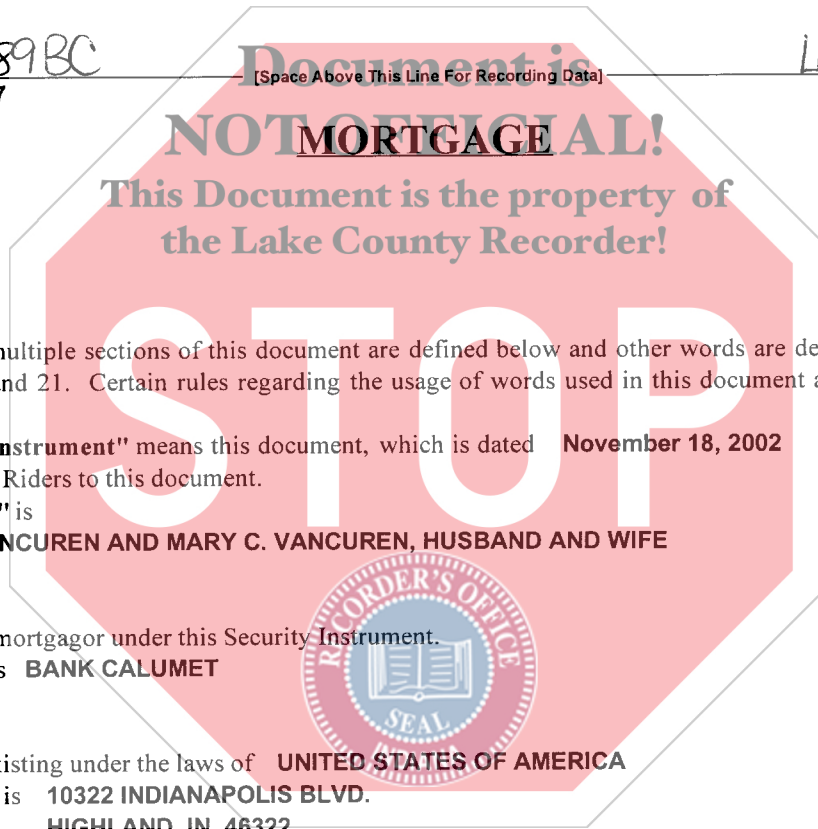 89BC
Document is
[Space Above This Line For Recording Data]
NOT OFFICIAL!
MORTGAGE
This Document is the property of
the Lake County Recorder!
STOP
multiple sections of this document are defined below and other words are de
nd 21. Certain rules regarding the usage of words used in this document a
nstrument" means this document, which is dated November 18, 2002
Riders to this document.
" is
NCUREN AND MARY C. VANCUREN, HUSBAND AND WIFE
mortgagor under this Security Instrument.
s BANK CALUMET
RECORDER'S OFFICE
SEAL
INDIANA
isting under the laws of UNITED STATES OF AMERICA
is 10322 INDIANAPOLIS BLVD.
HIGHLAND, IN 46322